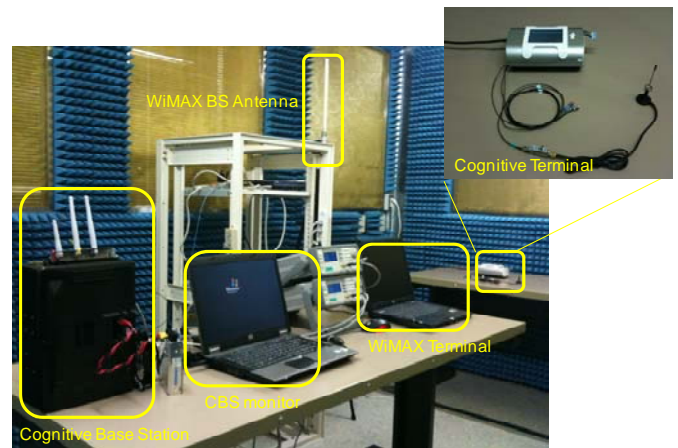 WiMAX BS Antenna
Cognitive Terminal
WiMAX Terminal
CBS monitor
Cognitive Base Station